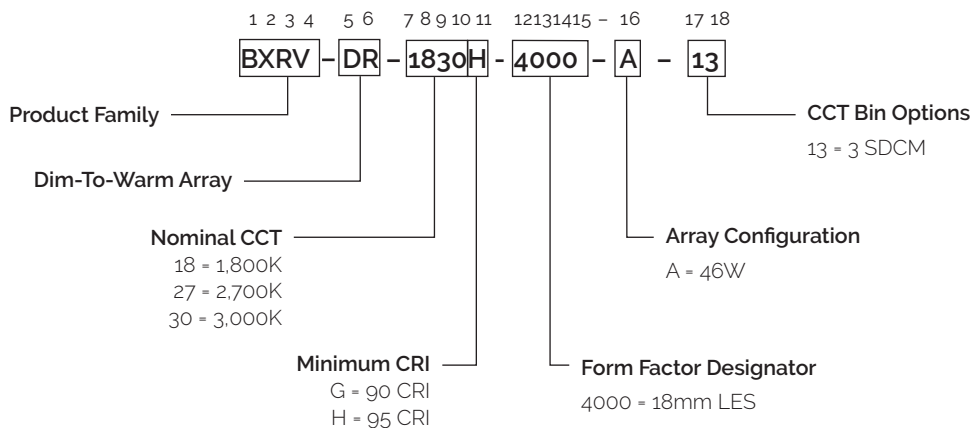 1 2 3 4 5 6 7 8 9 10 11 12131415 – 16 17 18
BXRV – DR – 1830H - 4000 – A – 13
Product Family
CCT Bin Options
13 = 3 SDCM
Dim-To-Warm Array
Nominal CCT
18 = 1,800K
27 = 2,700K
30 = 3,000K
Array Configuration
A = 46W
Minimum CRI
G = 90 CRI
H = 95 CRI
Form Factor Designator
4000 = 18mm LES